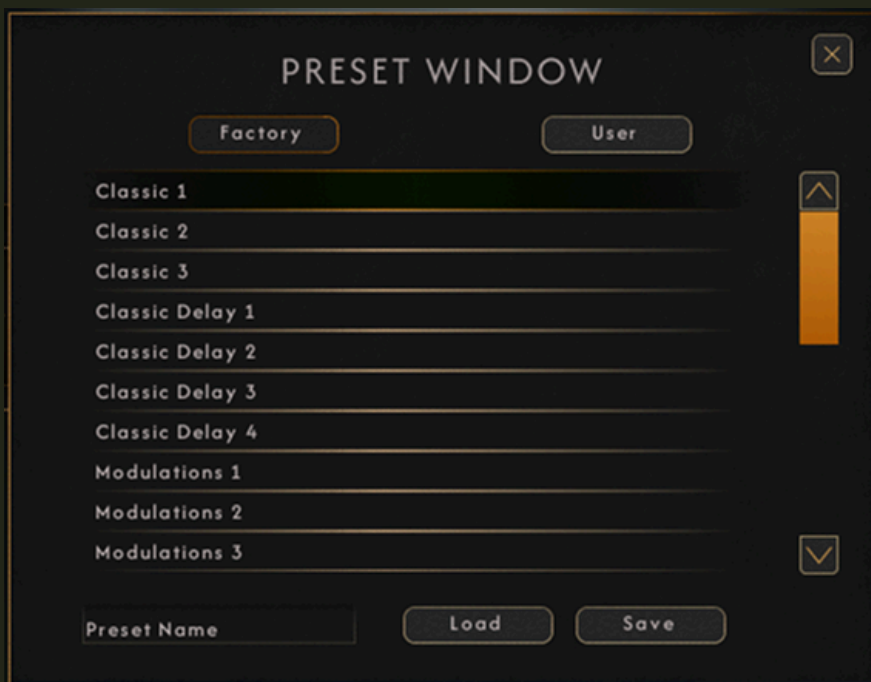 PRESET WINDOW
Factory
User
Classic 1
Classic 2
Classic 3
Classic Delay 1
Classic Delay 2
Classic Delay 3
Classic Delay 4
Modulations 1
Modulations 2
Modulations 3
Preset Name
Load
Save